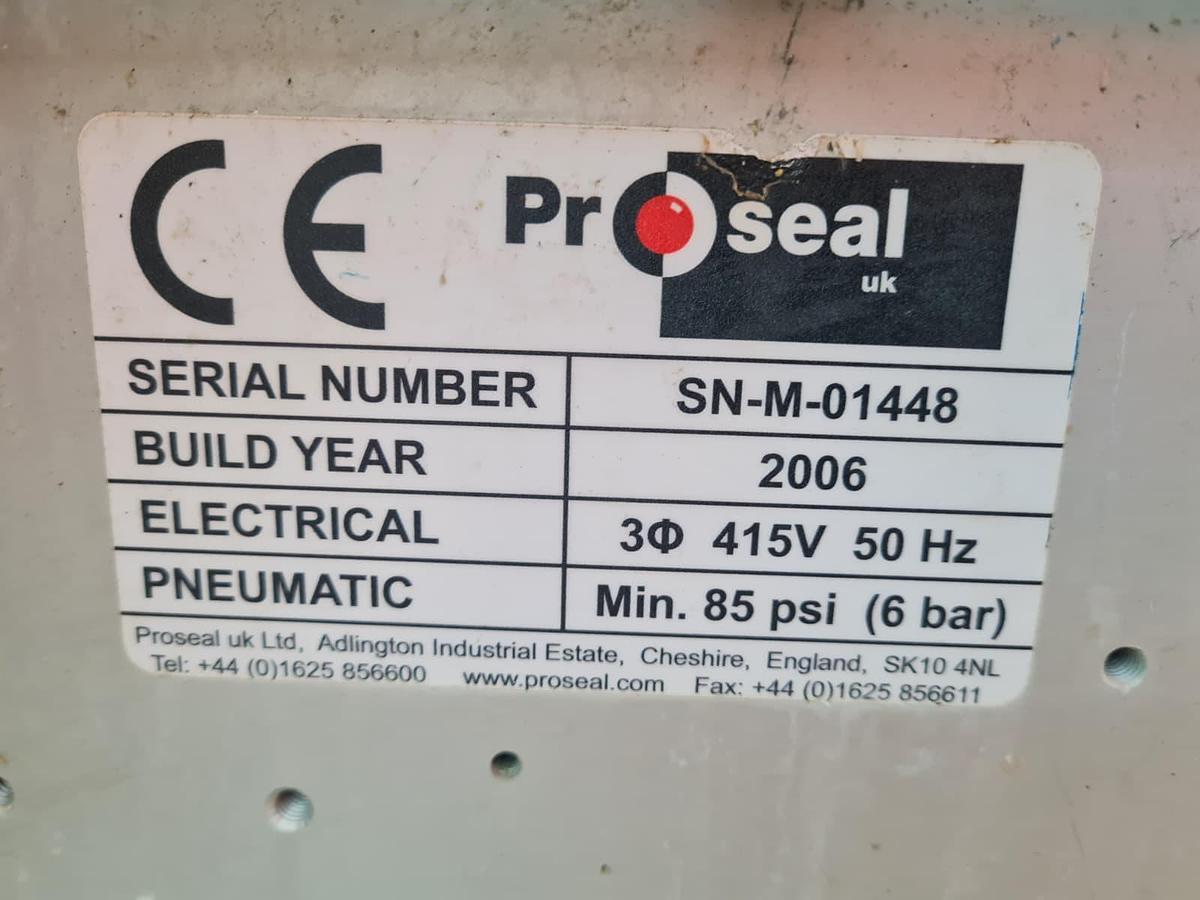 CE Proseal
uk
SERIAL NUMBER SN-M-01448
BUILD YEAR 2006
ELECTRICAL 3Φ 415V 50 Hz
PNEUMATIC Min. 85 psi (6 bar)
Proseal uk Ltd, Adlington Industrial Estate, Cheshire, England, SK10 4NL
Tel: +44 (0)1625 856600 www.proseal.com Fax: +44 (0)1625 856611